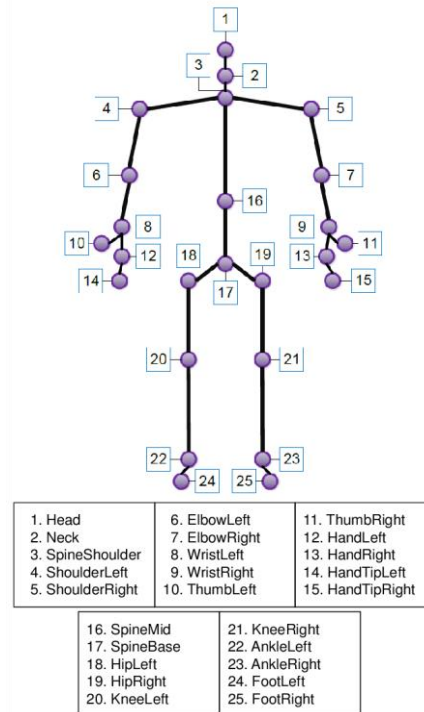 1
3
2
4
5
6
7
16
8
9
10
11
18
19
12
13
14
17
15
20
21
22
23
24
25
1. Head
2. Neck
3. SpineShoulder
4. ShoulderLeft
5. ShoulderRight
6. ElbowLeft
7. ElbowRight
8. WristLeft
9. WristRight
10. ThumbLeft
11. ThumbRight
12. HandLeft
13. HandRight
14. HandTipLeft
15. HandTipRight
16. SpineMid
17. SpineBase
18. HipLeft
19. HipRight
20. KneeLeft
21. KneeRight
22. AnkleLeft
23. AnkleRight
24. FootLeft
25. FootRight